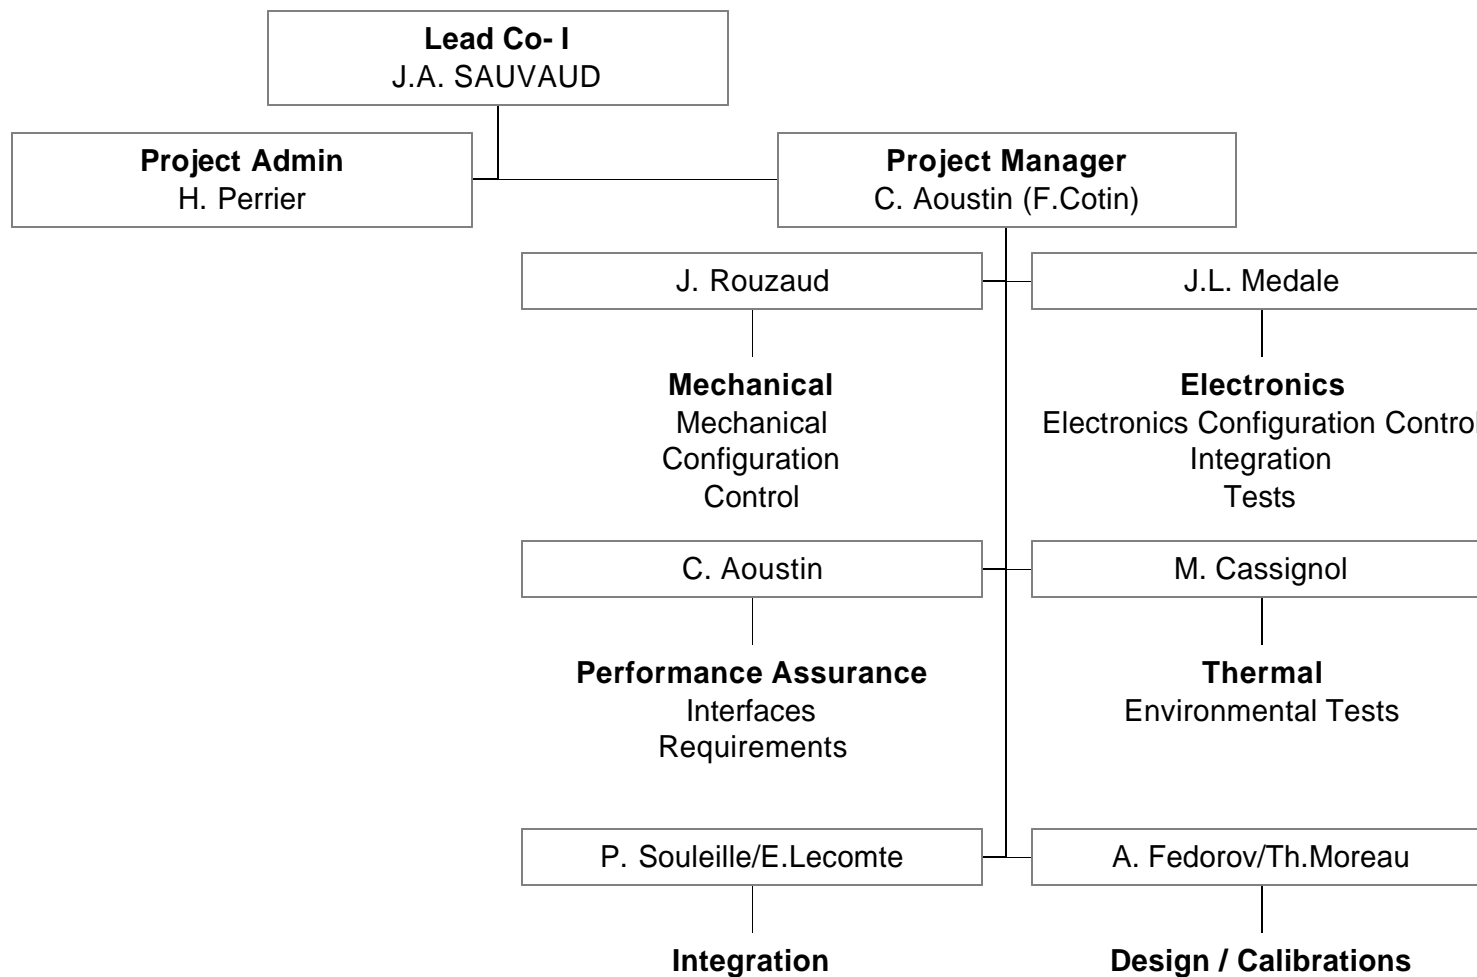 Lead Co- I
J.A. SAUVAUD
Project Admin
H. Perrier
Project Manager
C. Aoustin (F.Cotin)
J. Rouzaud
J.L. Medale
Mechanical
Mechanical
Configuration
Control
Electronics
Electronics Configuration Control
Integration
Tests
C. Aoustin
M. Cassignol
Performance Assurance
Interfaces
Requirements
Thermal
Environmental Tests
P. Souleille/E.Lecomte
A. Fedorov/Th.Moreau
Integration
Design / Calibrations